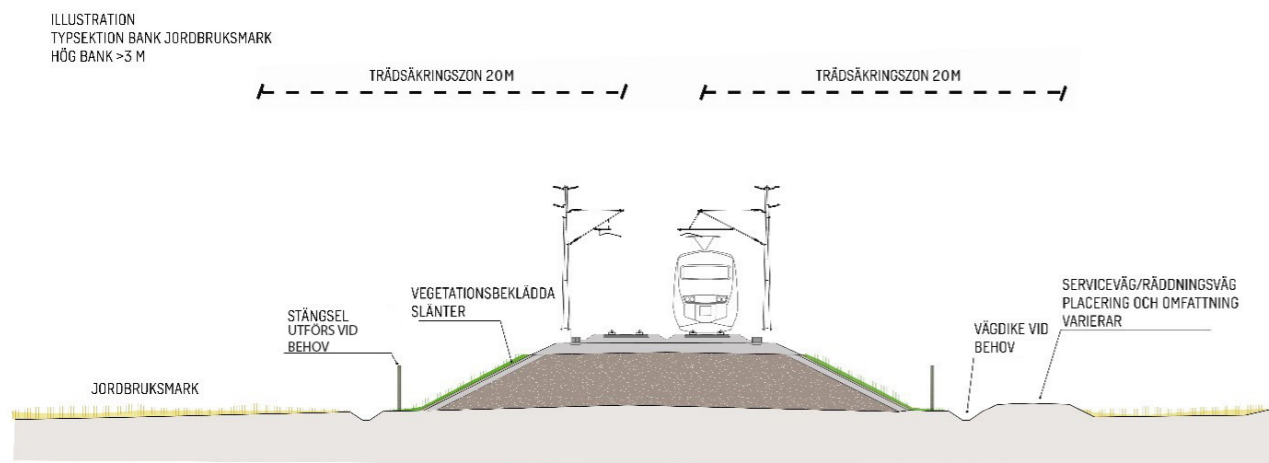 ILLUSTRATION
TYPSEKTION BANK JORDBRUKSMARK
HÖG BANK >3 M
TRÄDSÄKRINGSZON 20M
TRÄDSÄKRINGSZON 20M
VEGETATIONSBEKLÄDDA
SLÄNTER
STÄNGSEL
UTFÖRS VID
BEHOV
JORDBRUKSMARK
VÄGDIKE VID
BEHOV
SERVICEVÄG/RÄDDNINGSVÄG
PLACERING OCH OMFATTNING
VARIERAR